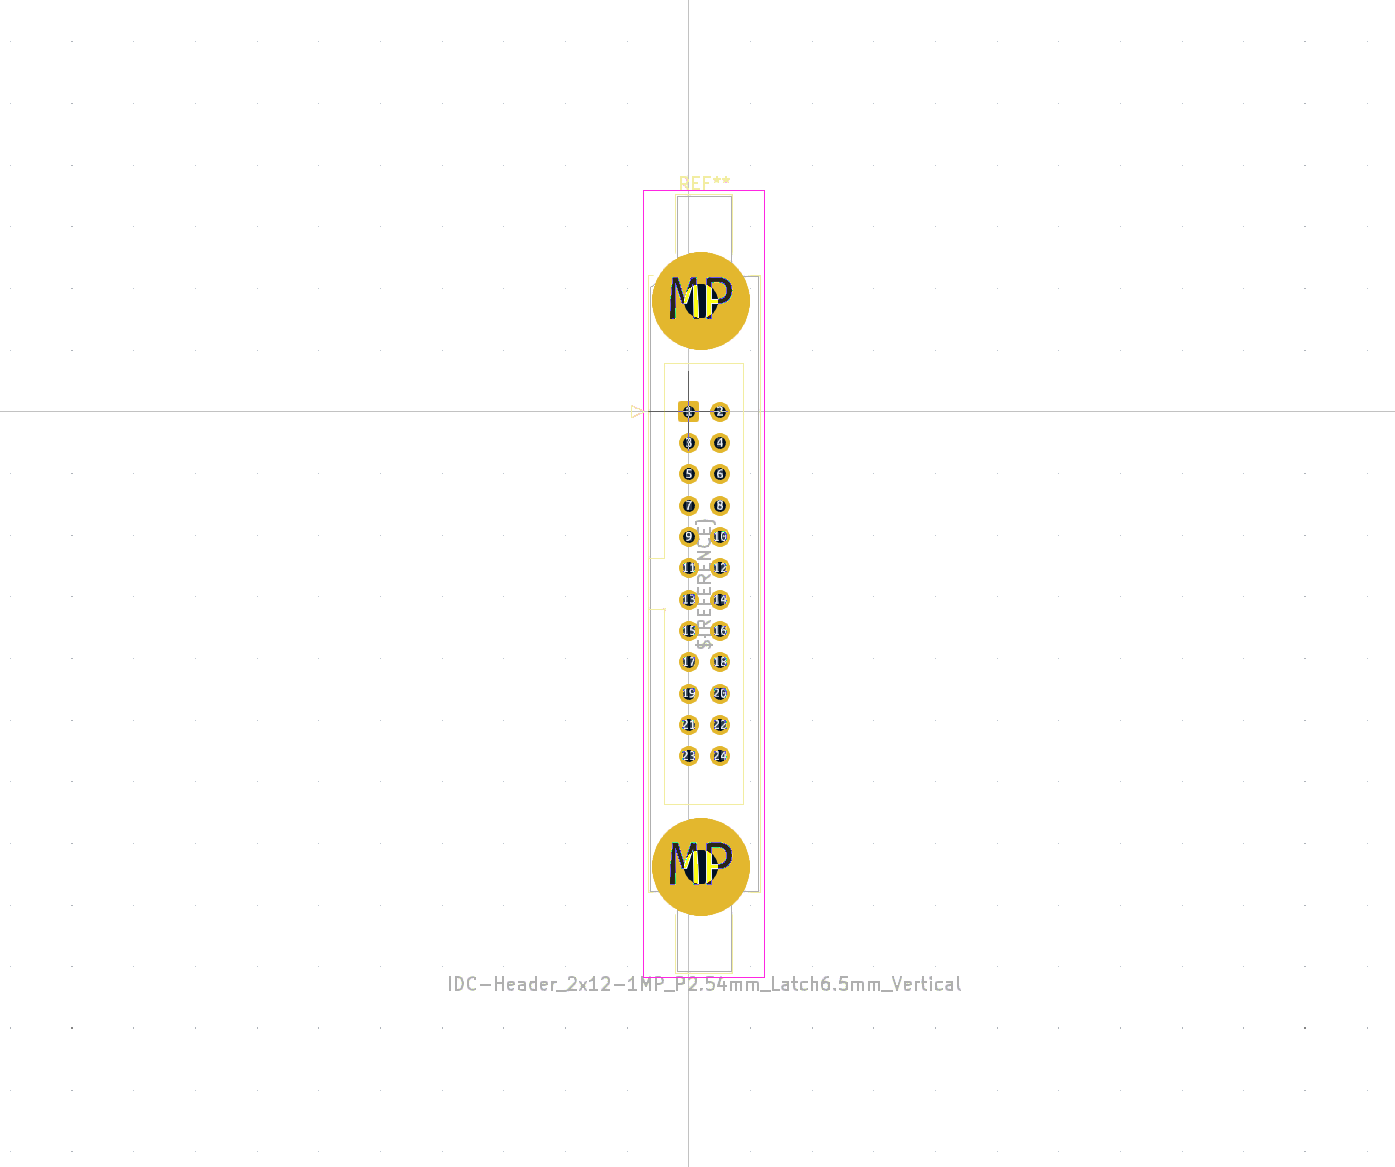 REF**
MP
1 2
3 4
5 6
7 8
9 10
11 12
13 14
15 16
17 18
19 20
21 22
23 24
${REFERENCE}
MP
IDC-Header_2x12-1MP_P2.54mm_Latch6.5mm_Vertical